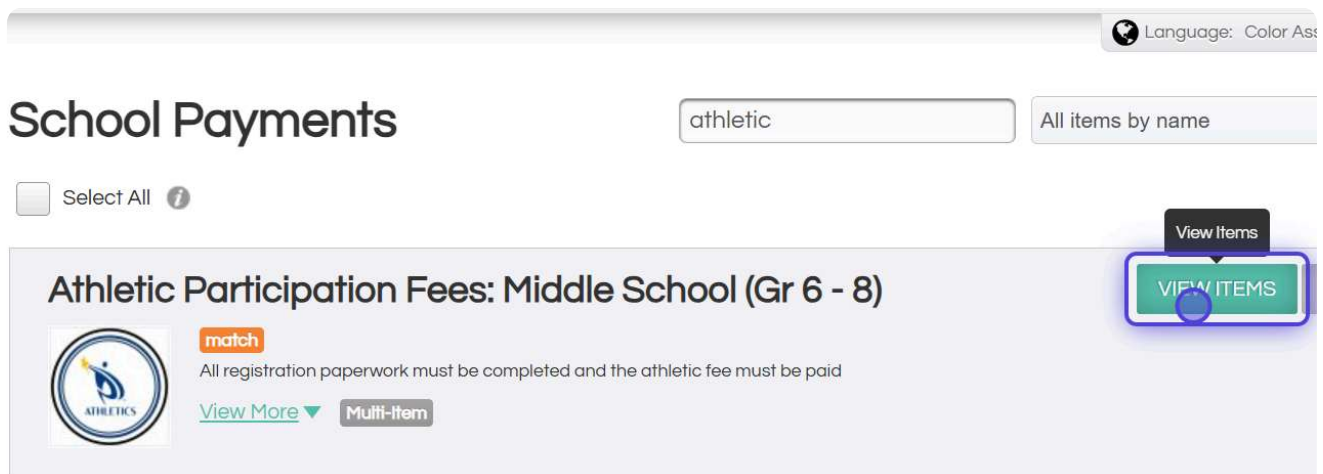 Language: Color Ass
School Payments
athletic
All items by name
Select All
View Items
Athletic Participation Fees: Middle School (Gr 6 - 8)
VIEW ITEMS
match
All registration paperwork must be completed and the athletic fee must be paid
ATHLETICS
View More
Multi-Item